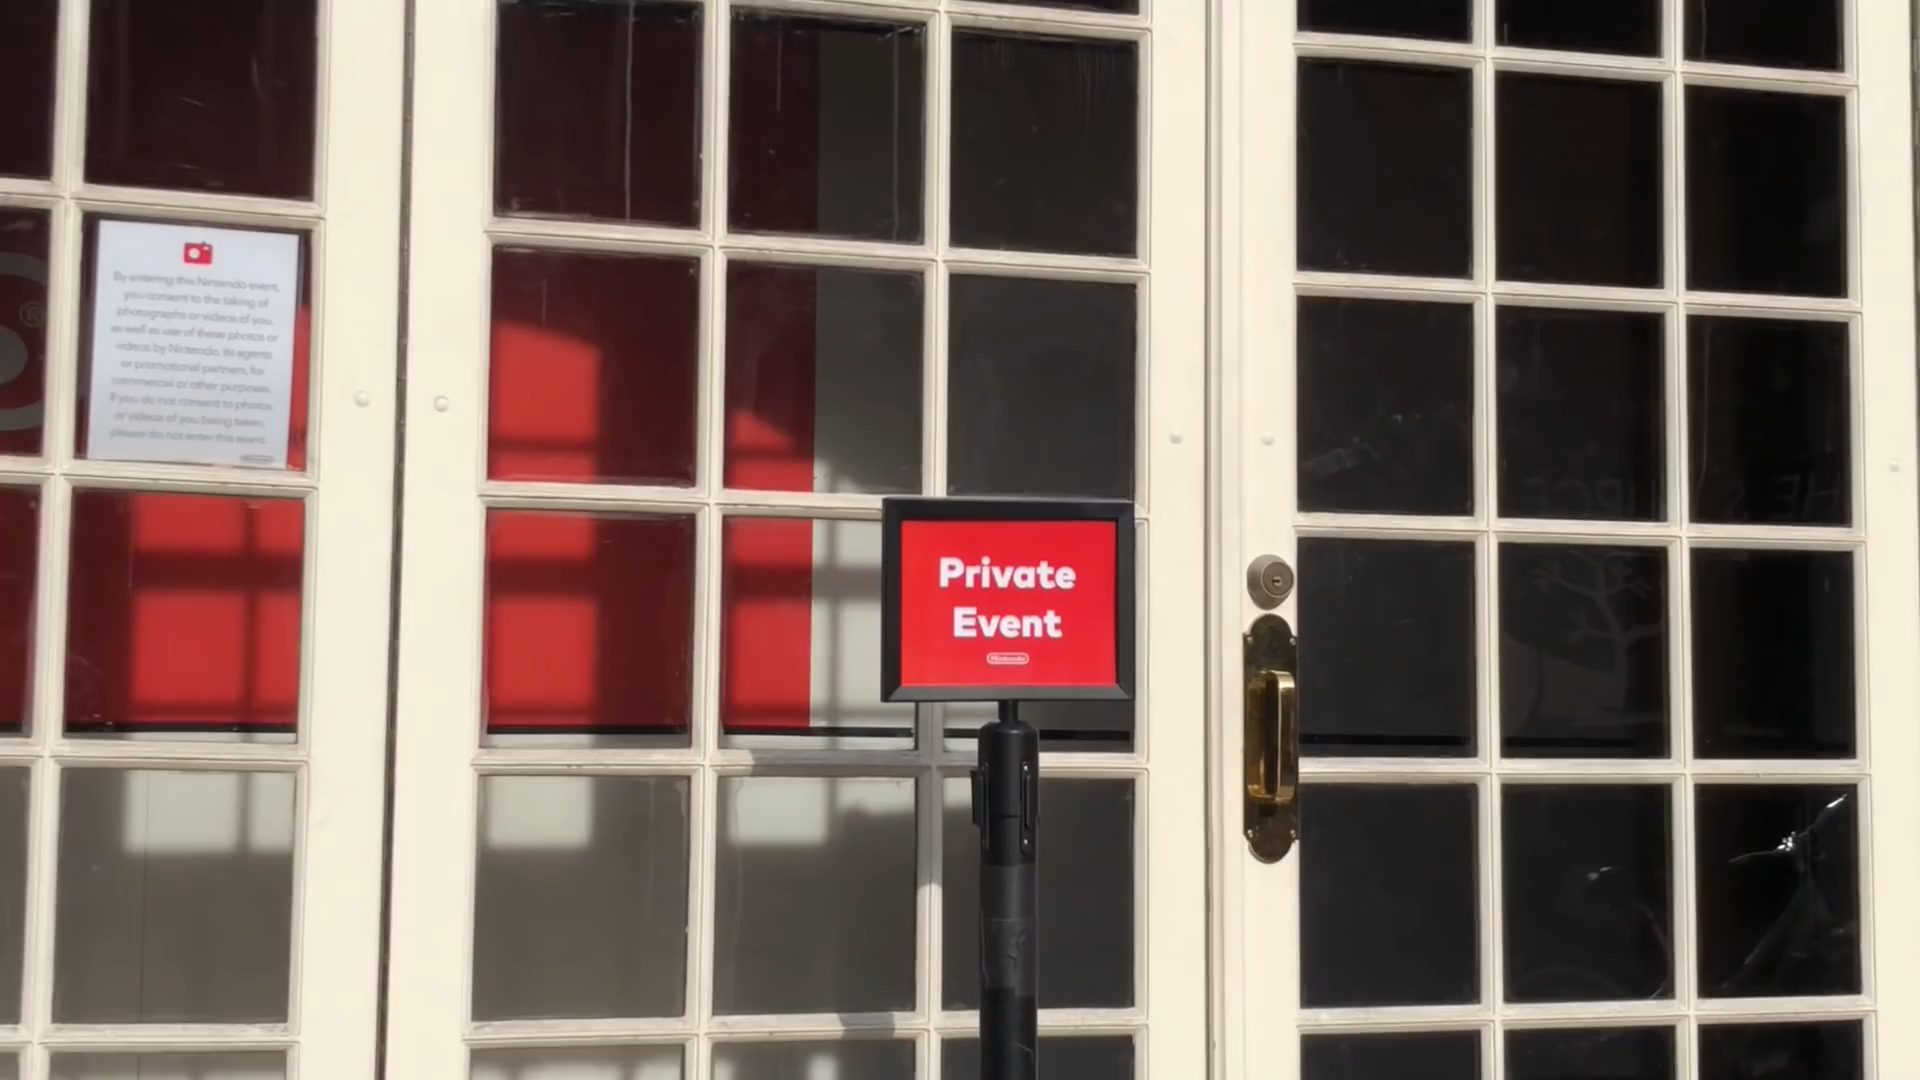 By entering this Nintendo event,
you consent to the taking of
photographs or videos of you,
as well as use of these photos or
videos by Nintendo, its agents
or promotional partners, for
commercial or other purposes.
If you do not consent to photos
or videos of you being taken,
please do not enter this event.
Nintendo
®
Private
Event
Nintendo